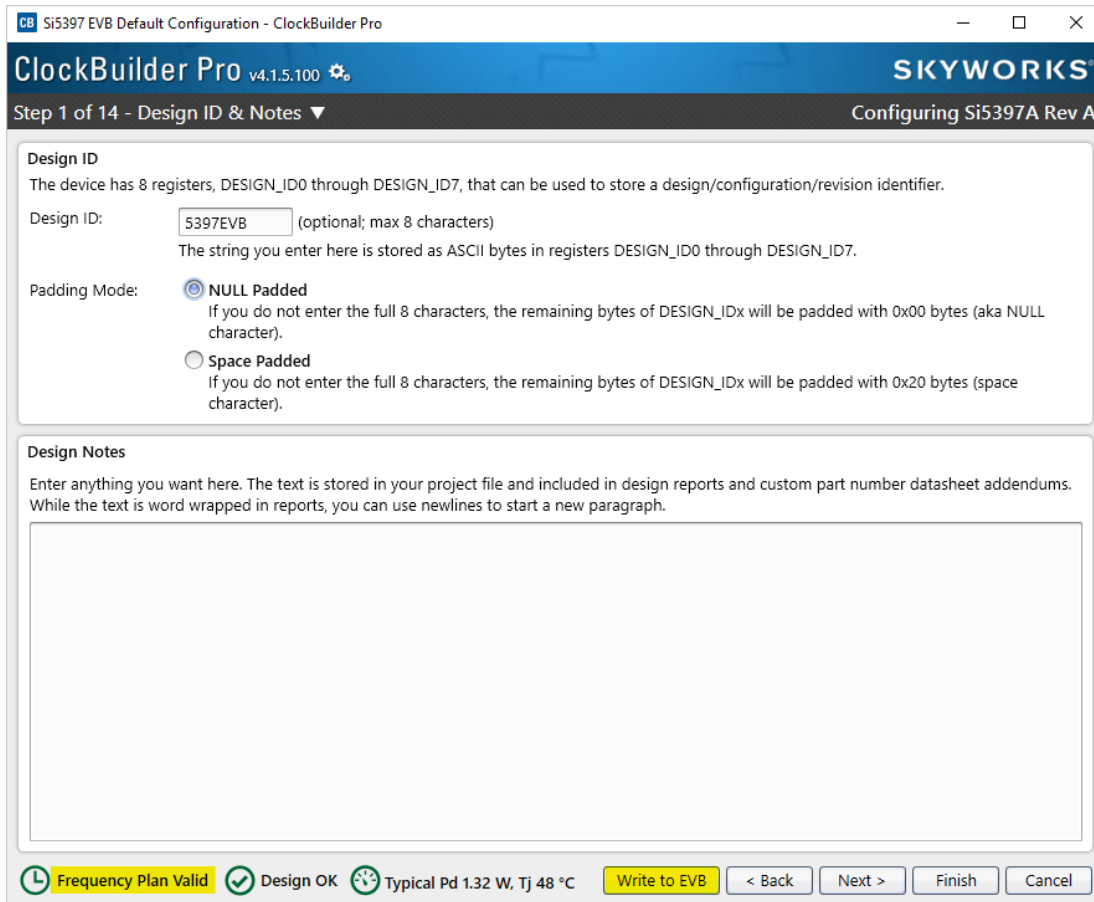 CB Si5397 EVB Default Configuration - ClockBuilder Pro
ClockBuilder Pro v4.1.5.100
SKYWORKS®
Step 1 of 14 - Design ID & Notes ▼
Configuring Si5397A Rev A
Design ID
The device has 8 registers, DESIGN_ID0 through DESIGN_ID7, that can be used to store a design/configuration/revision identifier.
Design ID: 5397EVB (optional; max 8 characters)
The string you enter here is stored as ASCII bytes in registers DESIGN_ID0 through DESIGN_ID7.
Padding Mode: NULL Padded
If you do not enter the full 8 characters, the remaining bytes of DESIGN_IDx will be padded with 0x00 bytes (aka NULL
character).
Space Padded
If you do not enter the full 8 characters, the remaining bytes of DESIGN_IDx will be padded with 0x20 bytes (space
character).
Design Notes
Enter anything you want here. The text is stored in your project file and included in design reports and custom part number datasheet addendums.
While the text is word wrapped in reports, you can use newlines to start a new paragraph.
Frequency Plan Valid Design OK Typical Pd 1.32 W, Tj 48 °C Write to EVB < Back Next > Finish Cancel